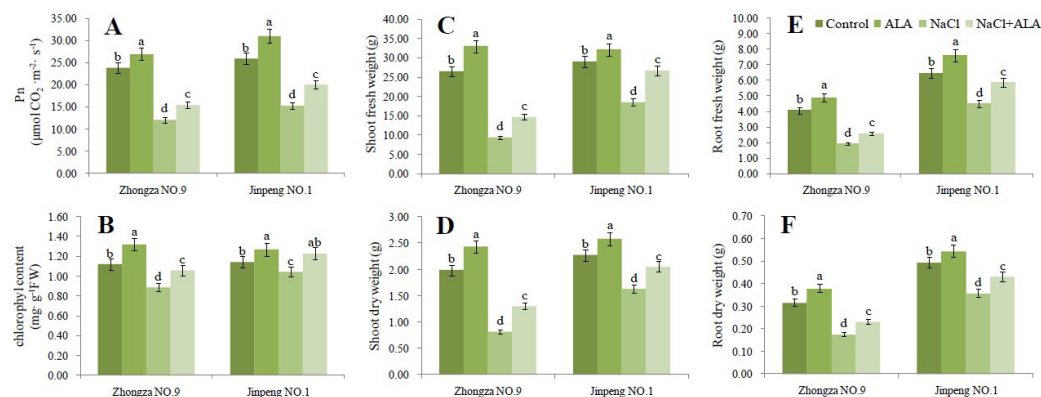 A
Pn
(μmol CO₂ ·m⁻²· s⁻¹)
35.00
30.00
25.00
20.00
15.00
10.00
5.00
0.00
b
a
d
c
b
a
d
c
Zhongza NO.9
Jinpeng NO.1
C
Shoot fresh weight (g)
40.00
35.00
30.00
25.00
20.00
15.00
10.00
5.00
0.00
b
a
d
c
b
a
d
c
Zhongza NO.9
Jinpeng NO.1
E
Control
ALA
NaCl
NaCl+ALA
Root fresh weight (g)
10.00
9.00
8.00
7.00
6.00
5.00
4.00
3.00
2.00
1.00
0.00
b
a
d
c
b
a
d
c
Zhongza NO.9
Jinpeng NO.1
B
chlorophyl content
(mg· g⁻¹FW)
1.60
1.40
1.20
1.00
0.80
0.60
0.40
0.20
0.00
b
a
d
c
b
a
c
ab
Zhongza NO.9
Jinpeng NO.1
D
Shoot dry weight (g)
3.00
2.50
2.00
1.50
1.00
0.50
0.00
b
a
d
c
b
a
d
c
Zhongza NO.9
Jinpeng NO.1
F
Root dry weight (g)
0.70
0.60
0.50
0.40
0.30
0.20
0.10
0.00
b
a
d
c
b
a
d
c
Zhongza NO.9
Jinpeng NO.1